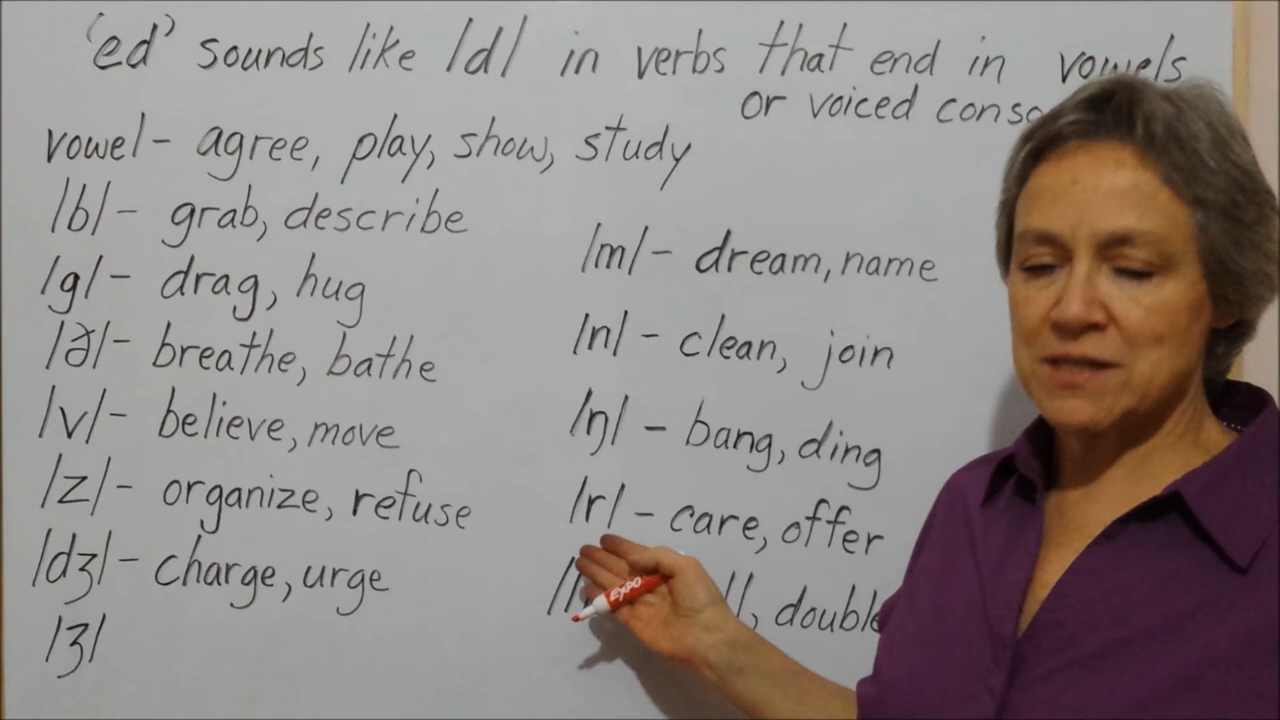 'ed' sounds like /d/ in verbs that end in vowels
or voiced
vowel - agree, play, show, study
/b/ - grab, describe
/g/ - drag, hug
/ð/ - breathe, bathe
/v/ - believe, move
/z/ - organize, refuse
/dʒ/ - charge, urge
/ʒ/
/m/ - dream, name
/n/ - clean, join
/ŋ/ - bang, ding
/r/ - care, offer
double
EXPO